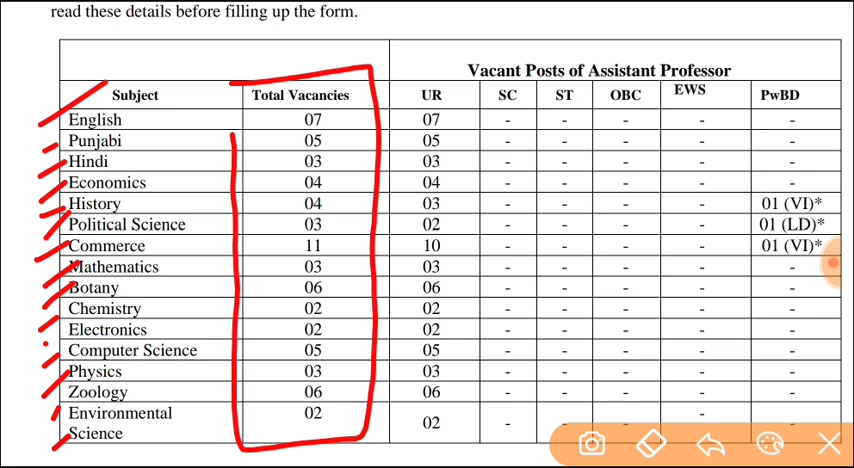 read these details before filling up the form.
Vacant Posts of Assistant Professor
Subject Total Vacancies UR SC ST OBC EWS PwBD
English 07 07 - - - - -
Punjabi 05 05 - - - - -
Hindi 03 03 - - - - -
Economics 04 04 - - - - -
History 04 03 - - - - 01 (VI)*
Political Science 03 02 - - - - 01 (LD)*
Commerce 11 10 - - - - 01 (VI)*
Mathematics 03 03 - - - - -
Botany 06 06 - - - - -
Chemistry 02 02 - - - - -
Electronics 02 02 - - - - -
Computer Science 05 05 - - - - -
Physics 03 03 - - - - -
Zoology 06 06 - - - - -
Environmental Science 02 02 - - - - -